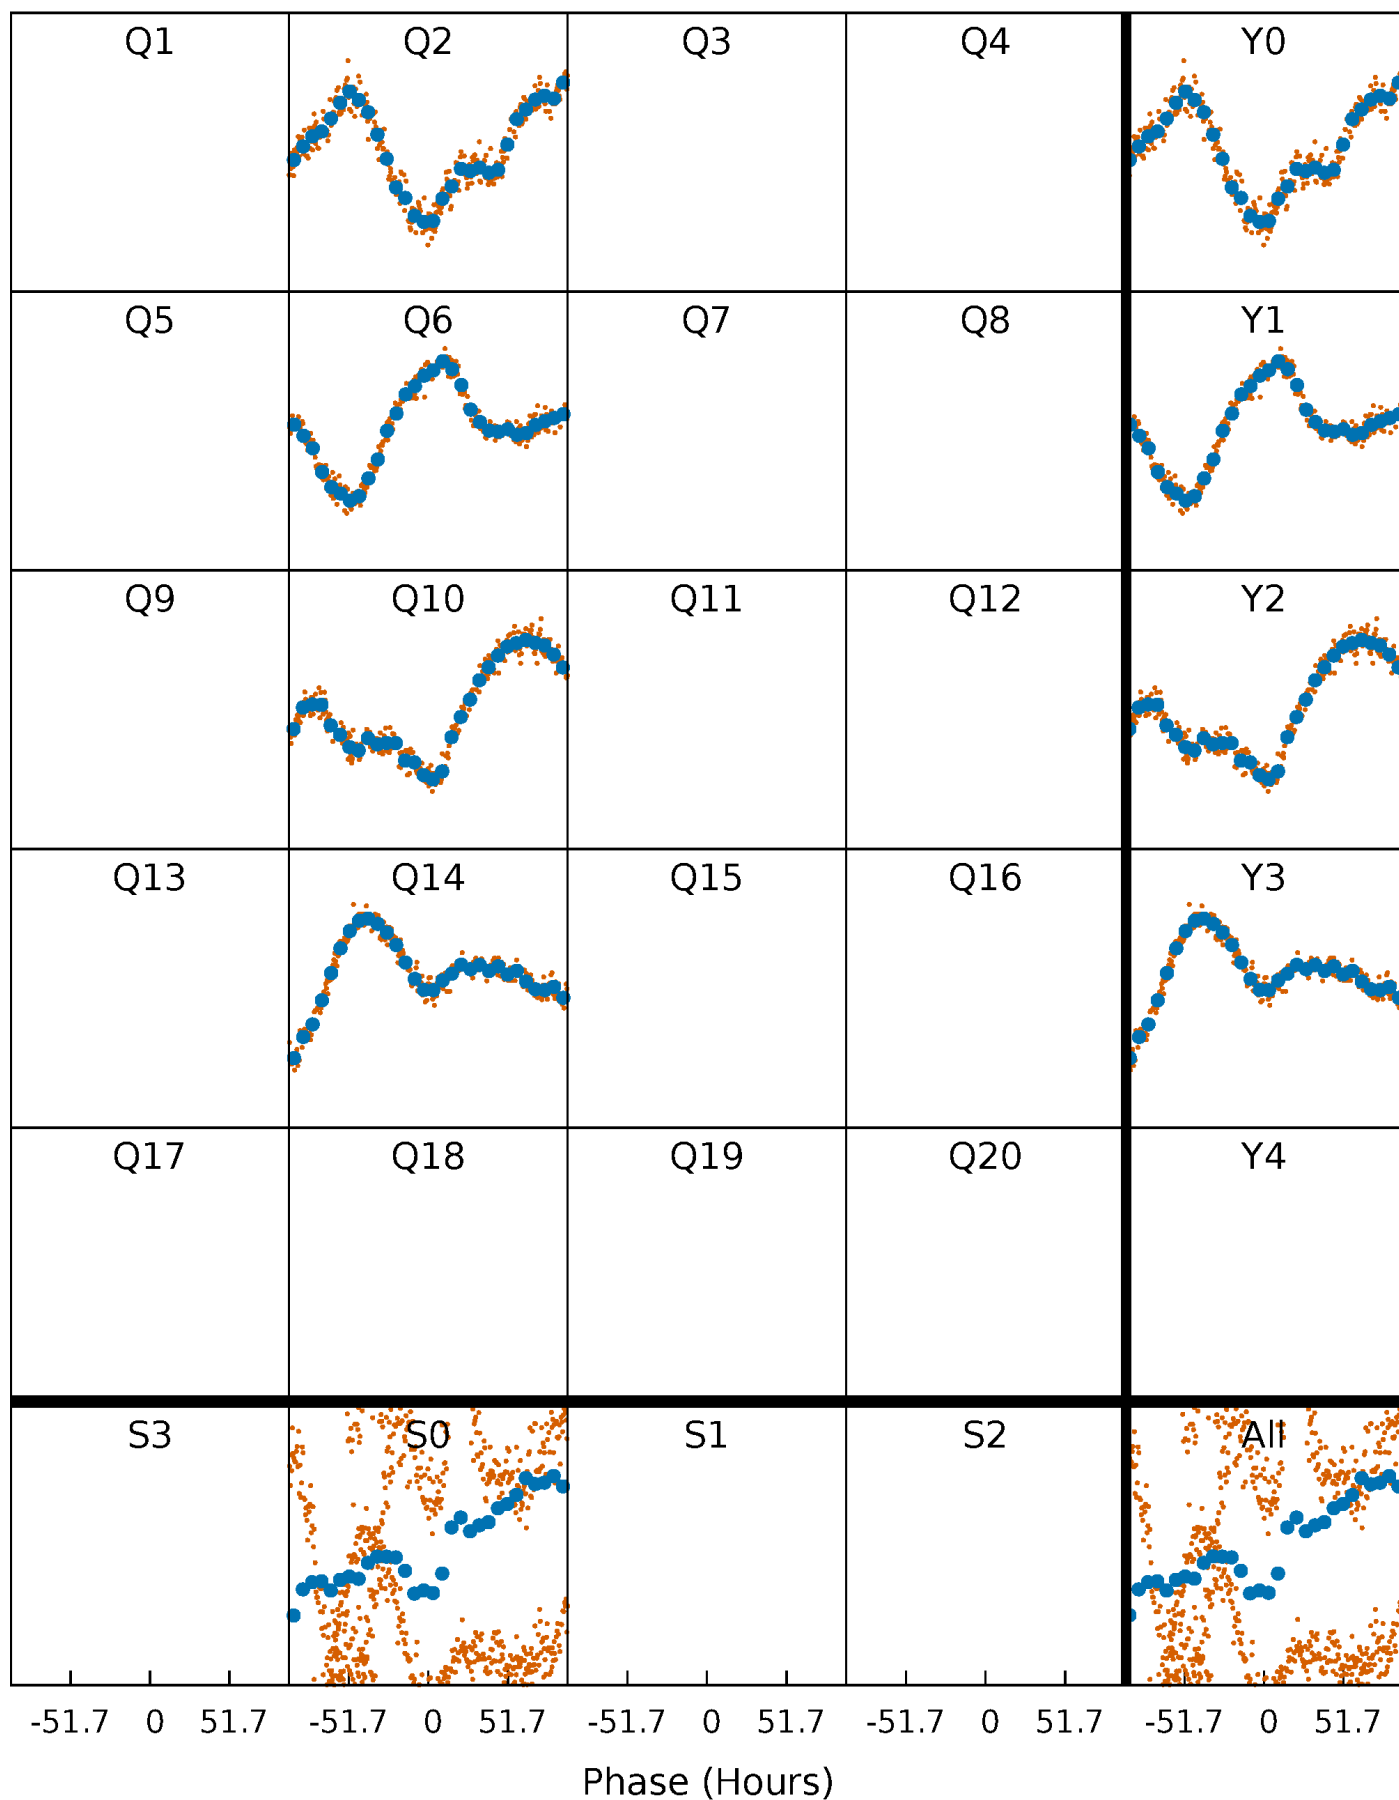 Q1 Q2 Q3 Q4 Y0
Q5 Q6 Q7 Q8 Y1
Q9 Q10 Q11 Q12 Y2
Q13 Q14 Q15 Q16 Y3
Q17 Q18 Q19 Q20 Y4
S3 S0 S1 S2 All
-51.7 0 51.7 -51.7 0 51.7 -51.7 0 51.7 -51.7 0 51.7 -51.7 0 51.7
Phase (Hours)